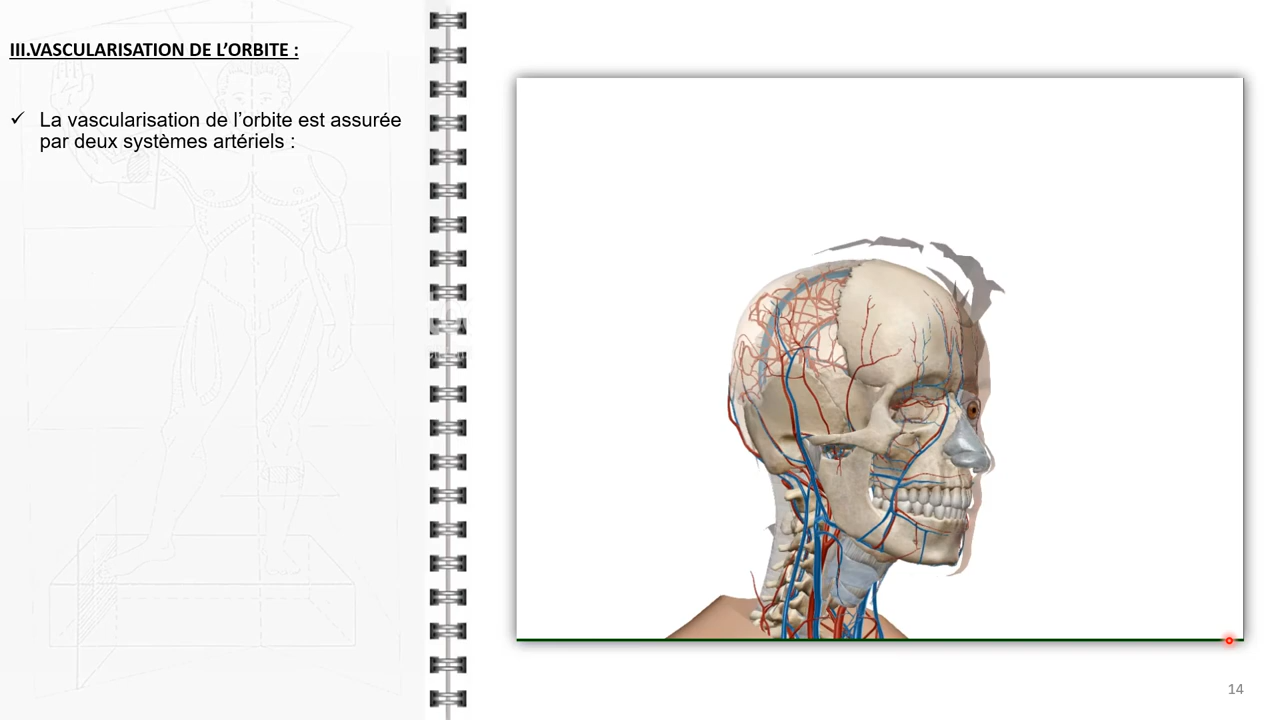 III.VASCULARISATION DE L’ORBITE :
✓ La vascularisation de l’orbite est assurée
par deux systèmes artériels :
14